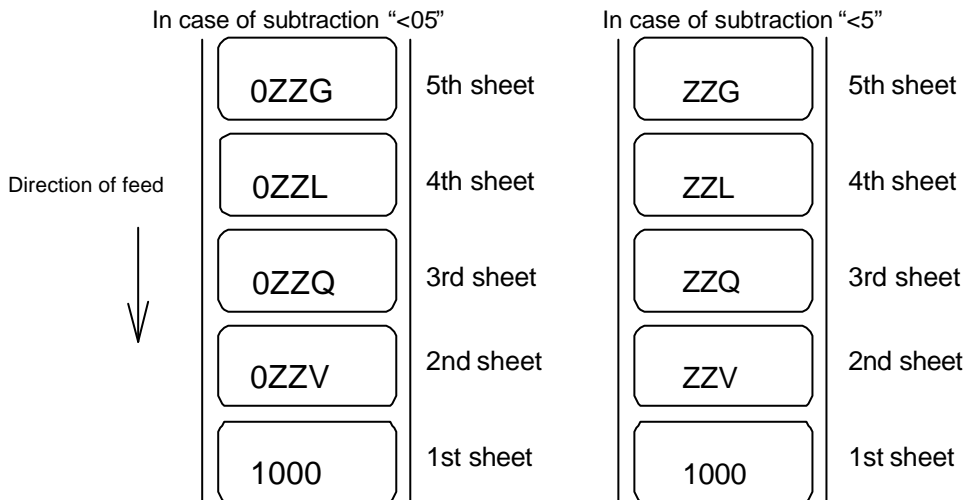 In case of subtraction “<05”
In case of subtraction “<5”
0ZZG
5th sheet
ZZG
5th sheet
Direction of feed
0ZZL
4th sheet
ZZL
4th sheet
0ZZQ
3rd sheet
ZZQ
3rd sheet
0ZZV
2nd sheet
ZZV
2nd sheet
1000
1st sheet
1000
1st sheet